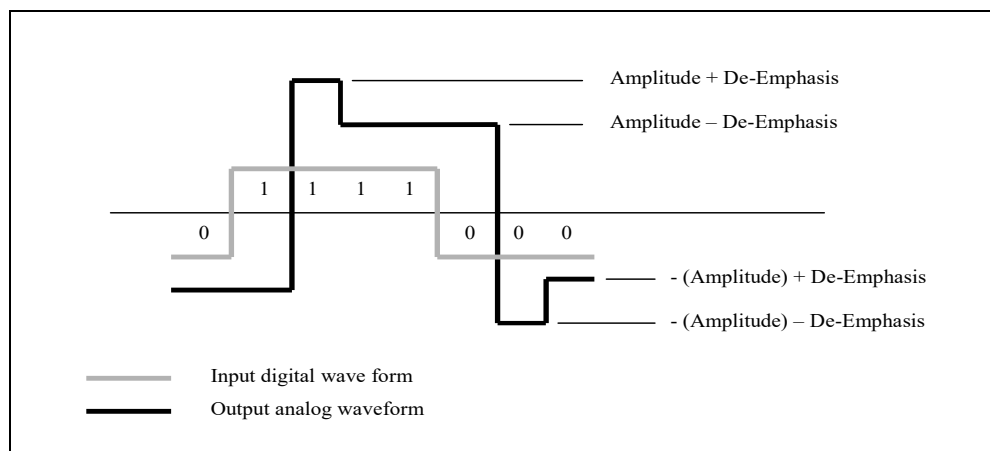 Amplitude + De-Emphasis
Amplitude – De-Emphasis
1 1 1 1
0 0 0 0
- (Amplitude) + De-Emphasis
- (Amplitude) – De-Emphasis
Input digital wave form
Output analog waveform